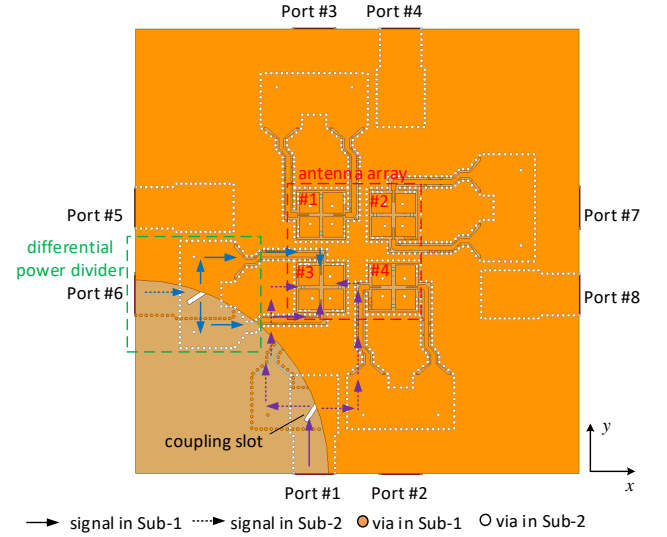 Port #3
Port #4
antenna array
#1
#2
Port #5
Port #7
differential
power divider
#3
#4
Port #6
Port #8
coupling slot
y
x
Port #1
Port #2
signal in Sub-1
signal in Sub-2
via in Sub-1
via in Sub-2